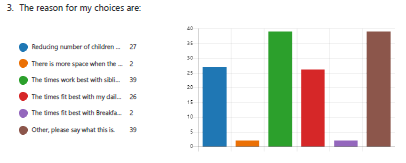 3. The reason for my choices are:
Reducing number of children ... 27
There is more space when the ... 2
The times work best with sibli... 39
The times fit best with my dail... 26
The times fit best with Breakfa... 2
Other, please say what this is. 39
40
35
30
25
20
15
10
5
0